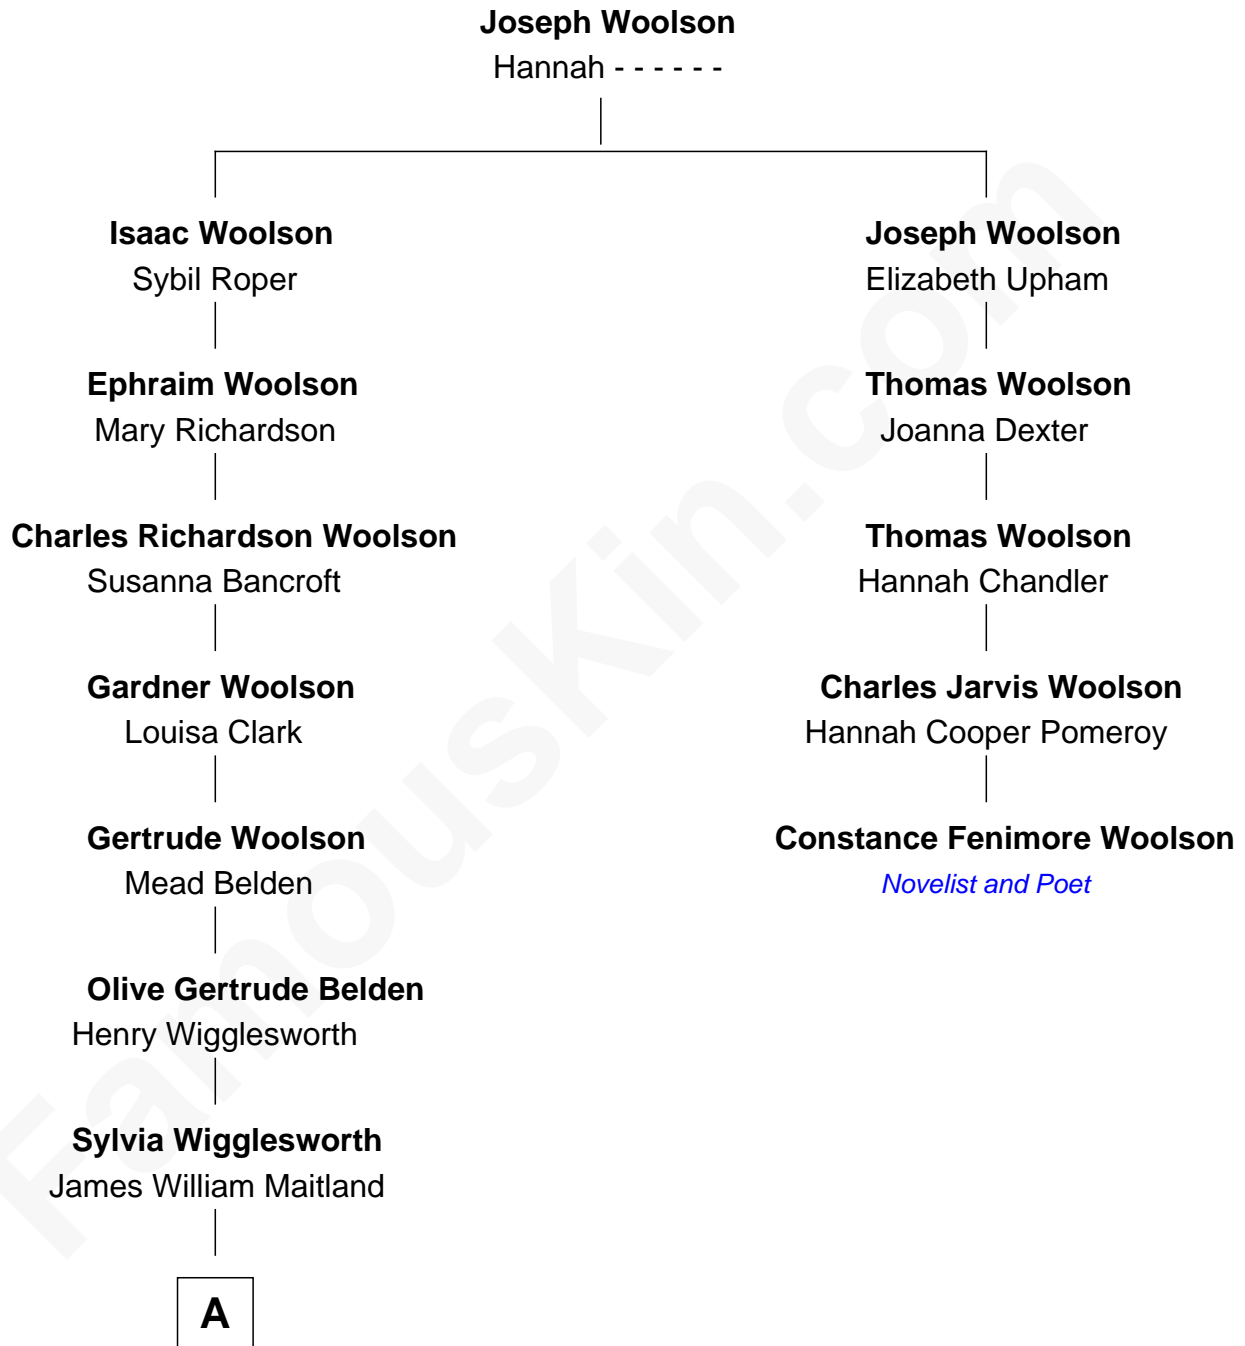 Joseph Woolson
Hannah - - - - - -
Isaac Woolson
Sybil Roper
Ephraim Woolson
Mary Richardson
Charles Richardson Woolson
Susanna Bancroft
Gardner Woolson
Louisa Clark
Gertrude Woolson
Mead Belden
Olive Gertrude Belden
Henry Wigglesworth
Sylvia Wigglesworth
James William Maitland
A
Joseph Woolson
Elizabeth Upham
Thomas Woolson
Joanna Dexter
Thomas Woolson
Hannah Chandler
Charles Jarvis Woolson
Hannah Cooper Pomeroy
Constance Fenimore Woolson
Novelist and Poet
FamousKin.com